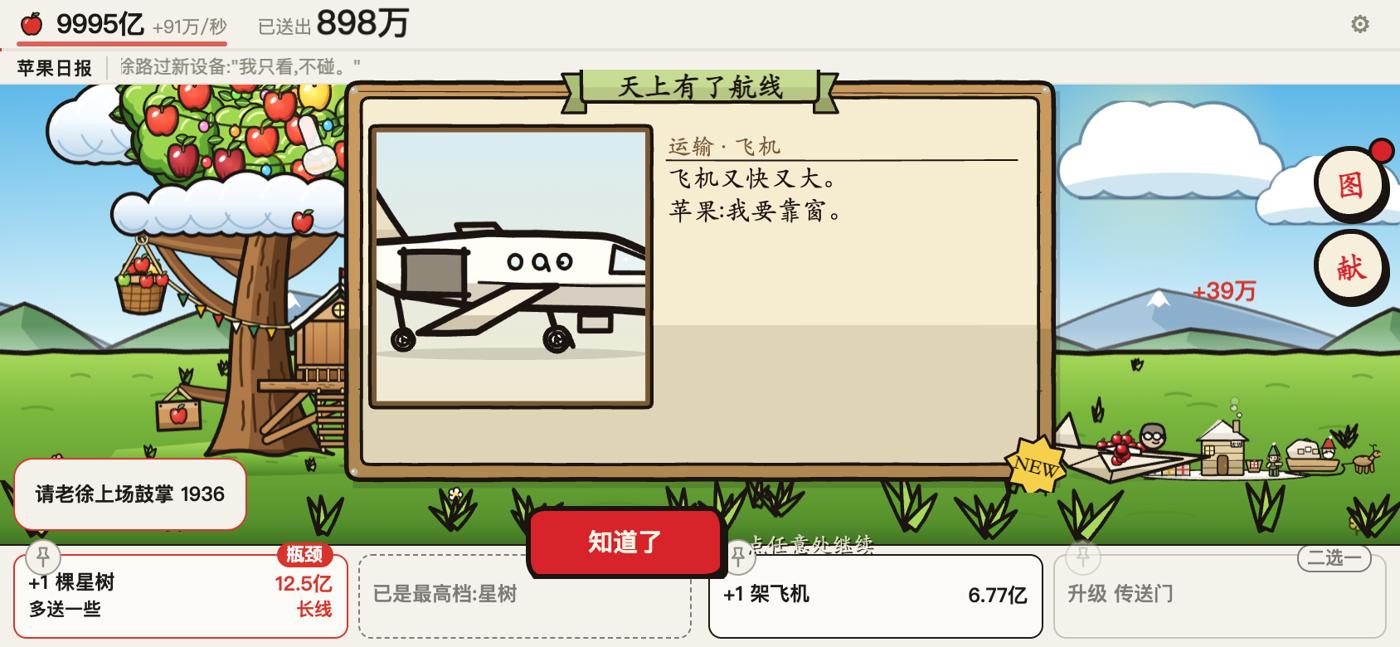 9995亿 +91万/秒 已送出 898万
苹果日报 徐路过新设备:"我只看,不碰。"
天上有了航线
运输 · 飞机
飞机又快又大。
苹果:我要靠窗。
图
献
+39万
NEW
请老徐上场鼓掌 1936
知道了
点任意处继续
瓶颈
+1 棵星树 12.5亿
多送一些 长线
已是最高档:星树
+1 架飞机 6.77亿
二选一
升级 传送门